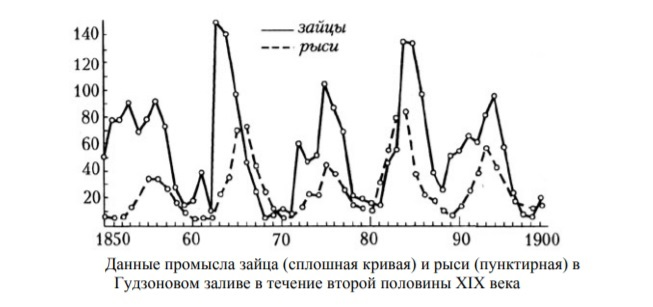 140
120
100
80
60
40
20
зайцы
рыси
1850 60 70 80 90 1900
Данные промысла зайца (сплошная кривая) и рыси (пунктирная) в
Гудзоновом заливе в течение второй половины XIX века